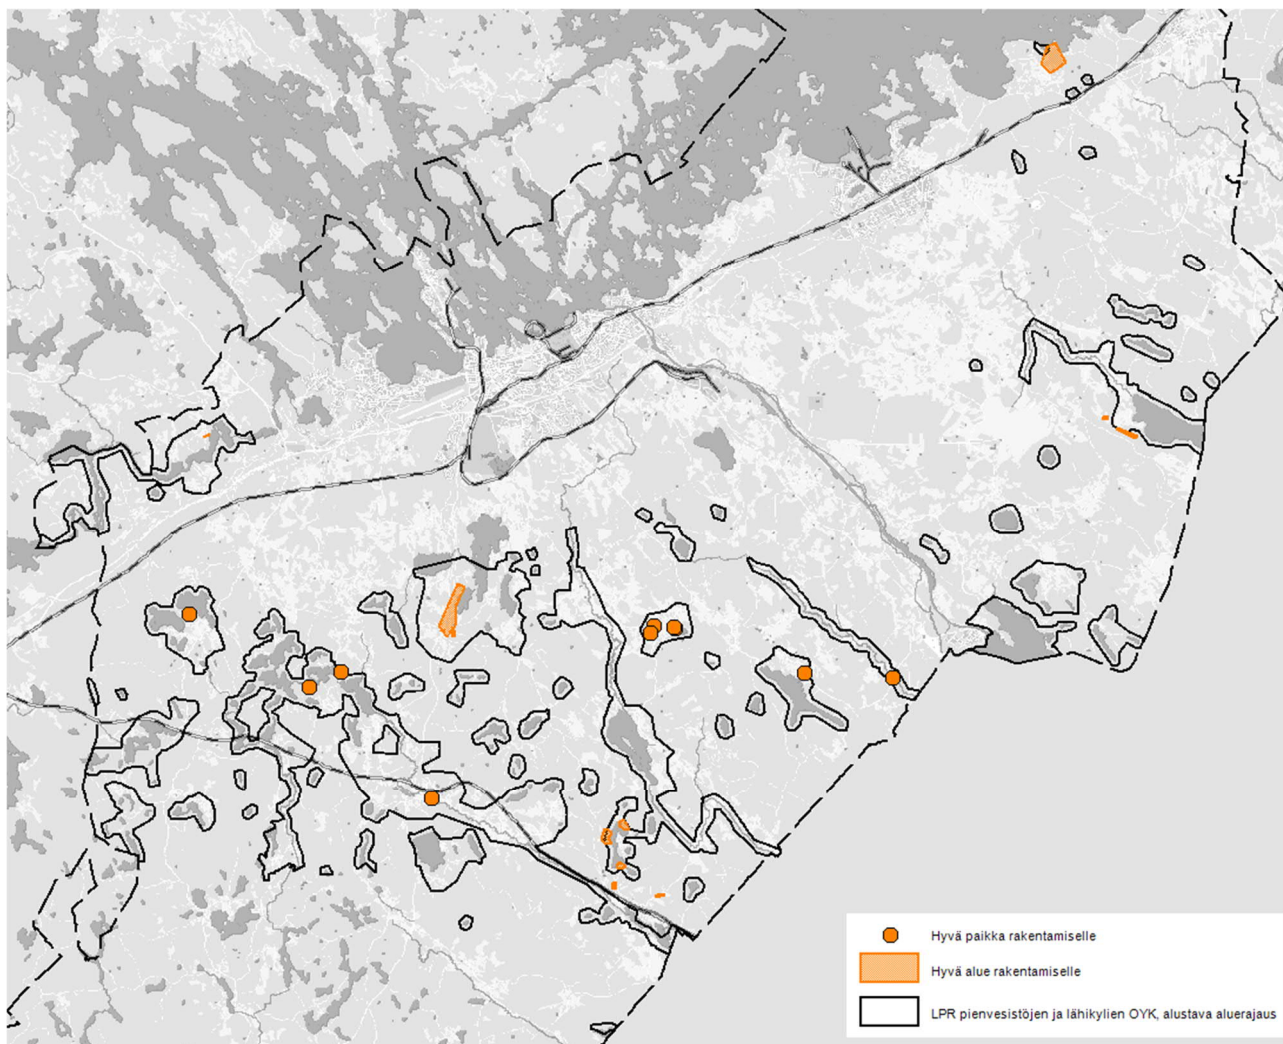 Hyvä paikka rakentamiselle
Hyvä alue rakentamiselle
LPR pienvesistöjen ja lähikylien OYK, alustava aluerajaus